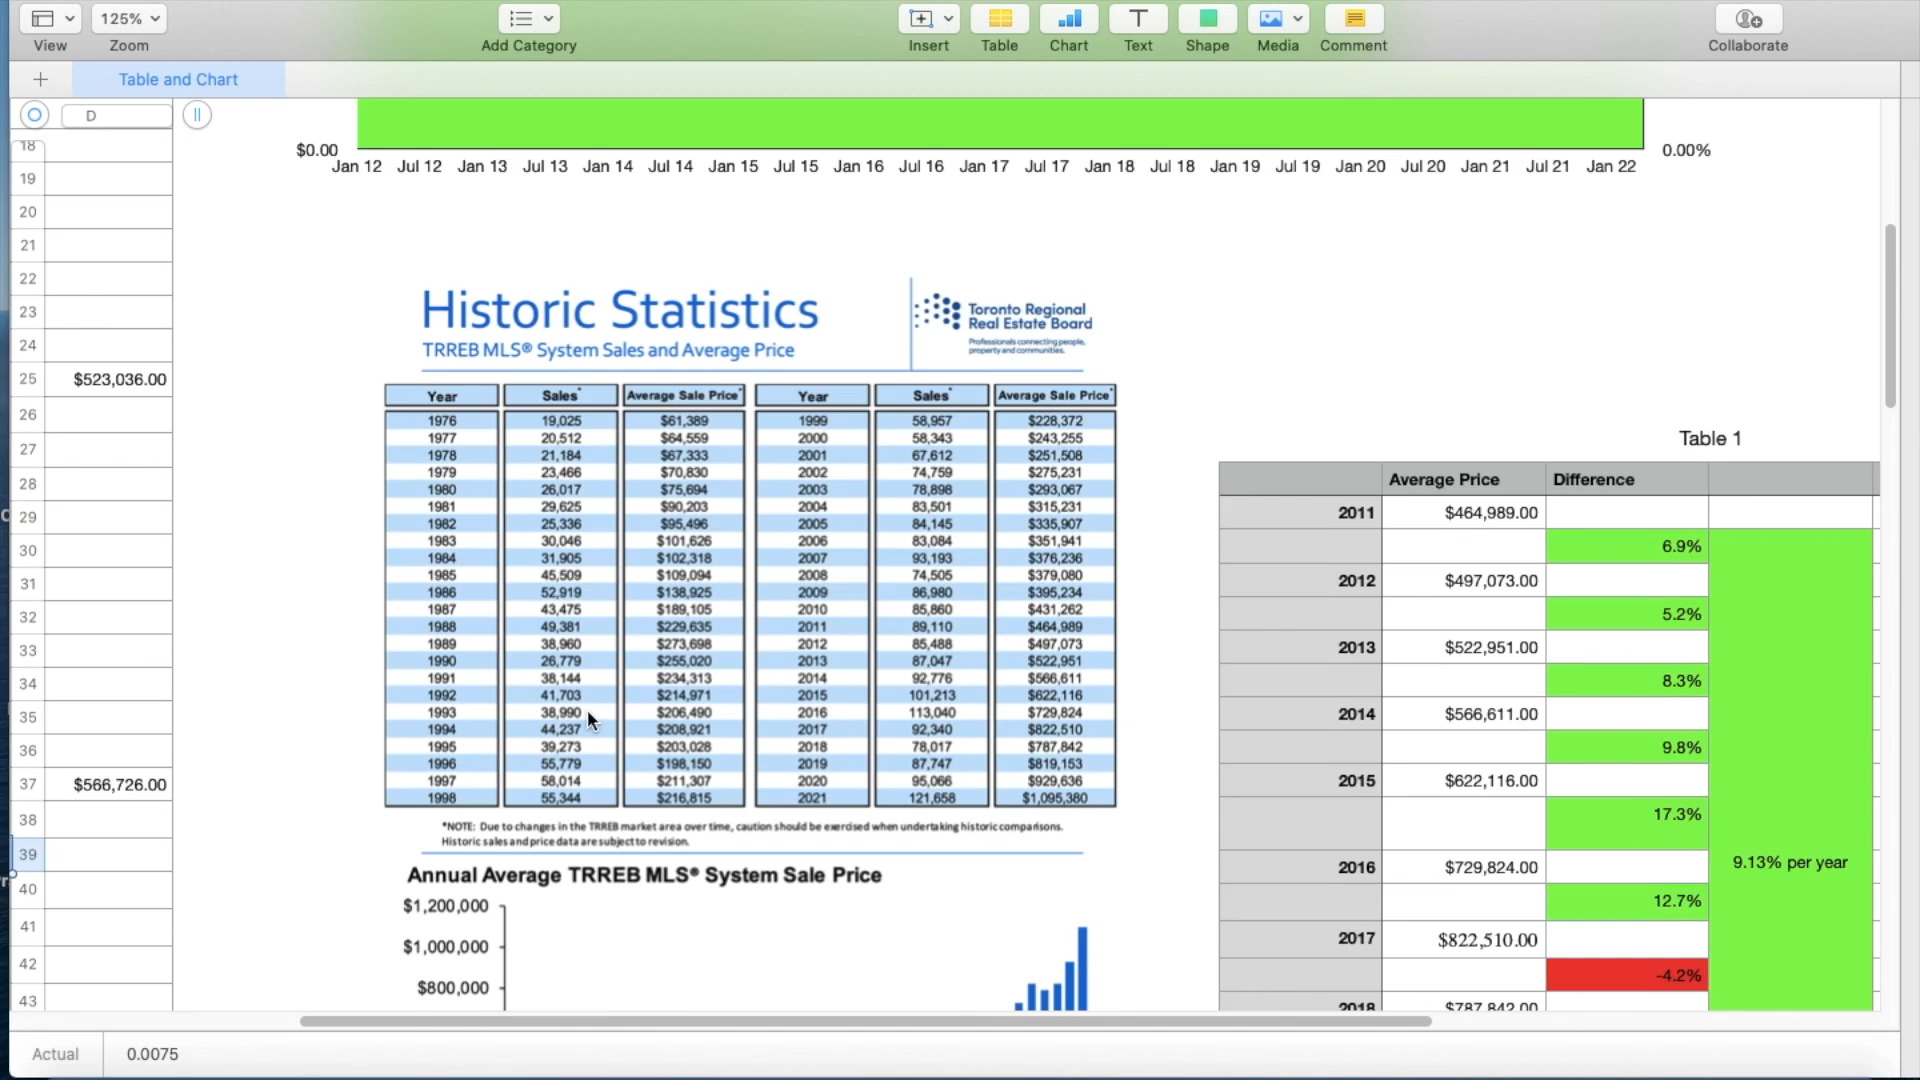 125%
View
Zoom
Add Category
Insert
Table
Chart
Text
Shape
Media
Comment
Collaborate
Table and Chart
D
18
19
20
21
22
23
24
25 $523,036.00
26
27
28
29
30
31
32
33
34
35
36
37 $566,726.00
38
39
40
41
42
43
$0.00
0.00%
Jan 12 Jul 12 Jan 13 Jul 13 Jan 14 Jul 14 Jan 15 Jul 15 Jan 16 Jul 16 Jan 17 Jul 17 Jan 18 Jul 18 Jan 19 Jul 19 Jan 20 Jul 20 Jan 21 Jul 21 Jan 22
Historic Statistics
TRREB MLS® System Sales and Average Price
Toronto Regional
Real Estate Board
Professionals connecting people,
property and communities.
Year Sales* Average Sale Price* Year Sales* Average Sale Price*
1976 19,025 $61,389 1999 58,957 $228,372
1977 20,512 $64,559 2000 58,343 $243,255
1978 21,184 $67,333 2001 67,612 $251,508
1979 23,466 $70,830 2002 74,759 $275,231
1980 26,017 $75,694 2003 78,898 $293,067
1981 29,625 $90,203 2004 83,501 $315,231
1982 25,336 $95,496 2005 84,145 $335,907
1983 30,046 $101,626 2006 83,084 $351,941
1984 31,905 $102,318 2007 93,193 $376,236
1985 45,509 $109,094 2008 74,505 $379,080
1986 52,919 $138,925 2009 86,980 $395,234
1987 43,475 $189,105 2010 85,860 $431,262
1988 49,381 $229,635 2011 89,110 $464,989
1989 38,960 $273,698 2012 85,488 $497,073
1990 26,779 $255,020 2013 87,047 $522,951
1991 38,144 $234,313 2014 92,776 $566,611
1992 41,703 $214,971 2015 101,213 $622,116
1993 38,990 $206,490 2016 113,040 $729,824
1994 44,237 $208,921 2017 92,340 $822,510
1995 39,273 $203,028 2018 78,017 $787,842
1996 55,779 $198,150 2019 87,747 $819,153
1997 58,014 $211,307 2020 95,066 $929,636
1998 55,344 $216,815 2021 121,658 $1,095,380
*NOTE: Due to changes in the TRREB market area over time, caution should be exercised when undertaking historic comparisons.
Historic sales and price data are subject to revision.
Annual Average TRREB MLS® System Sale Price
$1,200,000
$1,000,000
$800,000
Table 1
Average Price Difference
2011 $464,989.00
6.9%
2012 $497,073.00
5.2%
2013 $522,951.00
8.3%
2014 $566,611.00
9.8%
2015 $622,116.00
17.3%
9.13% per year
2016 $729,824.00
12.7%
2017 $822,510.00
-4.2%
2018 $787,842.00
Actual 0.0075